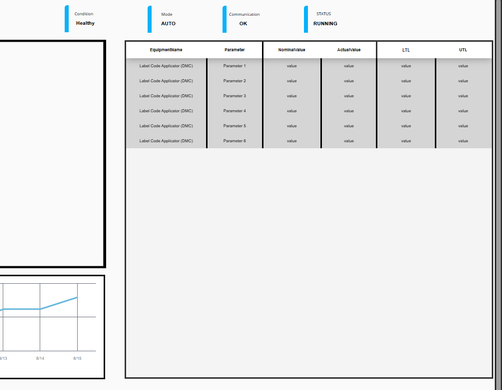 Condition
Healthy
Mode
AUTO
Communication
OK
STATUS
RUNNING
EquipmentName Parameter NominalValue ActualValue LTL UTL
Label Code Applicator (DMC) Parameter 1 value value value value
Label Code Applicator (DMC) Parameter 2 value value value value
Label Code Applicator (DMC) Parameter 3 value value value value
Label Code Applicator (DMC) Parameter 4 value value value value
Label Code Applicator (DMC) Parameter 5 value value value value
Label Code Applicator (DMC) Parameter 6 value value value value